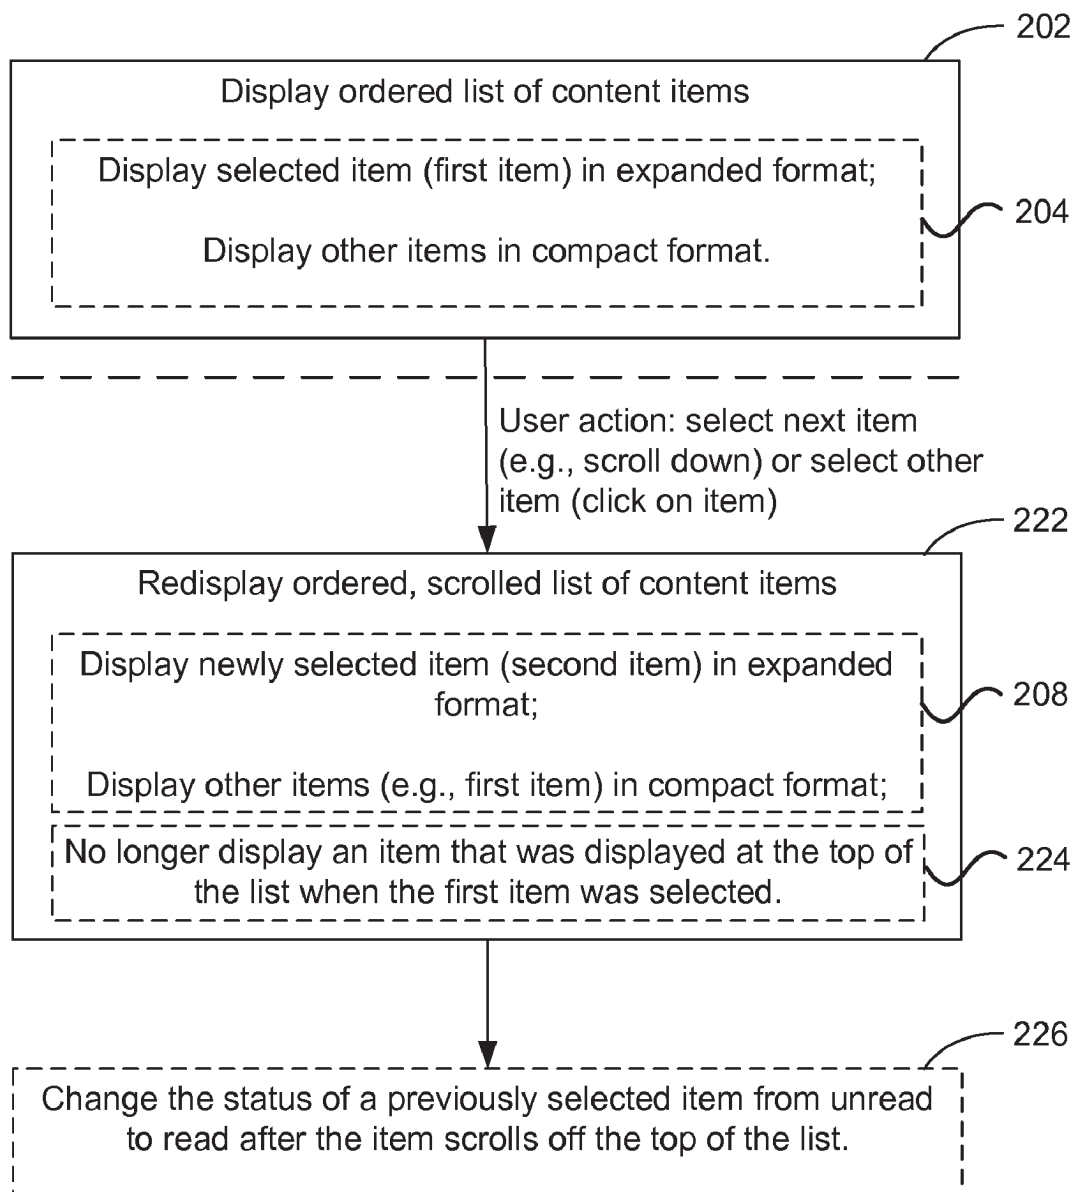 202
Display ordered list of content items
Display selected item (first item) in expanded format;
204
Display other items in compact format.
User action: select next item
(e.g., scroll down) or select other
item (click on item)
222
Redisplay ordered, scrolled list of content items
Display newly selected item (second item) in expanded
format;
208
Display other items (e.g., first item) in compact format;
No longer display an item that was displayed at the top of
the list when the first item was selected.
224
226
Change the status of a previously selected item from unread
to read after the item scrolls off the top of the list.